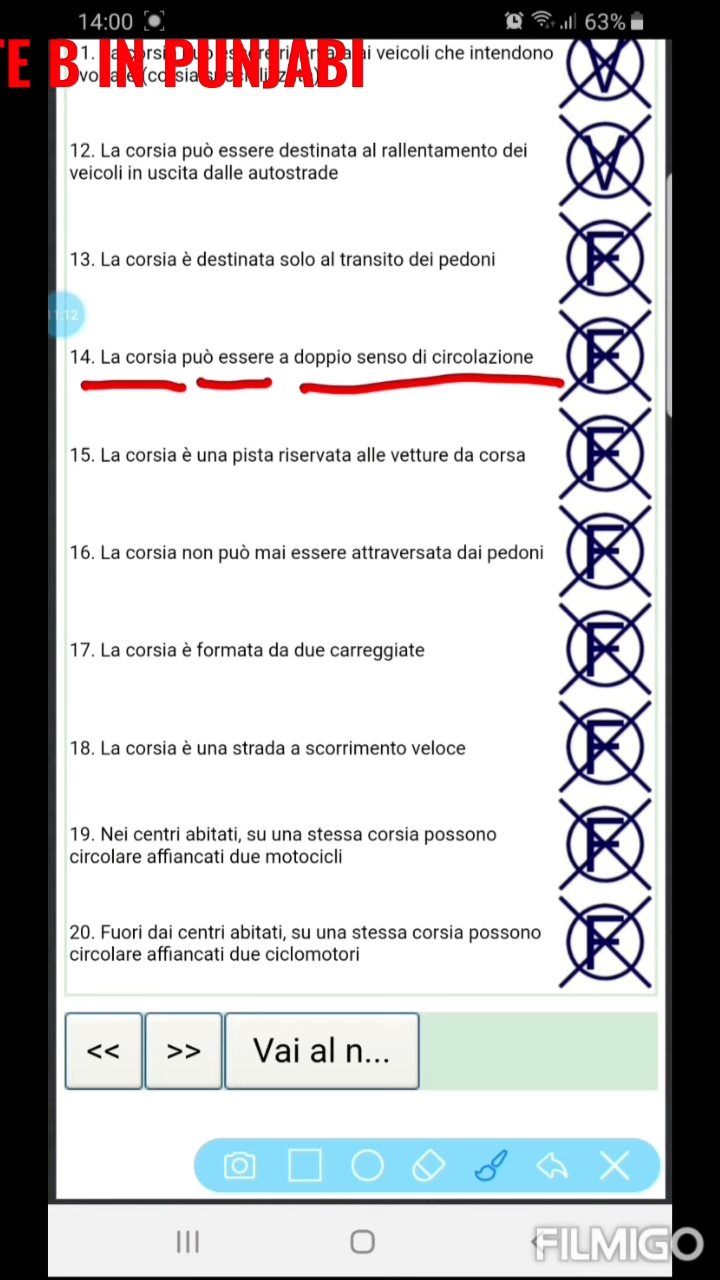 14:00
63%
TE B IN PUNJABI
veicoli che intendono
12. La corsia può essere destinata al rallentamento dei
veicoli in uscita dalle autostrade
V
13. La corsia è destinata solo al transito dei pedoni
F
11:12
14. La corsia può essere a doppio senso di circolazione
F
15. La corsia è una pista riservata alle vetture da corsa
F
16. La corsia non può mai essere attraversata dai pedoni
F
17. La corsia è formata da due carreggiate
F
18. La corsia è una strada a scorrimento veloce
F
19. Nei centri abitati, su una stessa corsia possono
circolare affiancati due motocicli
F
20. Fuori dai centri abitati, su una stessa corsia possono
circolare affiancati due ciclomotori
F
<< >> Vai al n...
FILMIGO